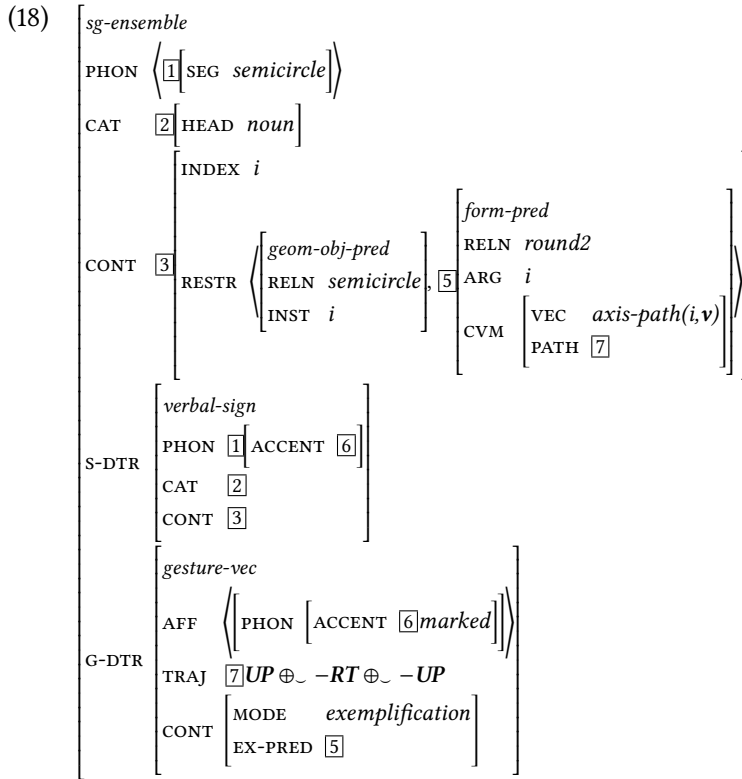 (18)
sg-ensemble
PHON ⟨[1][SEG semicircle]⟩
CAT [2][HEAD noun]
CONT [3][INDEX i
RESTR ⟨[geom-obj-pred
RELN semicircle
INST i], [5][form-pred
RELN round2
ARG i
CVM [VEC axis-path(i,v)
PATH [7]]]⟩]
S-DTR [verbal-sign
PHON [1][ACCENT [6]]
CAT [2]
CONT [3]]
G-DTR [gesture-vec
AFF ⟨[PHON [ACCENT [6]marked]]⟩
TRAJ [7]UP ⊕⌣ −RT ⊕⌣ −UP
CONT [MODE exemplification
EX-PRED [5]]]